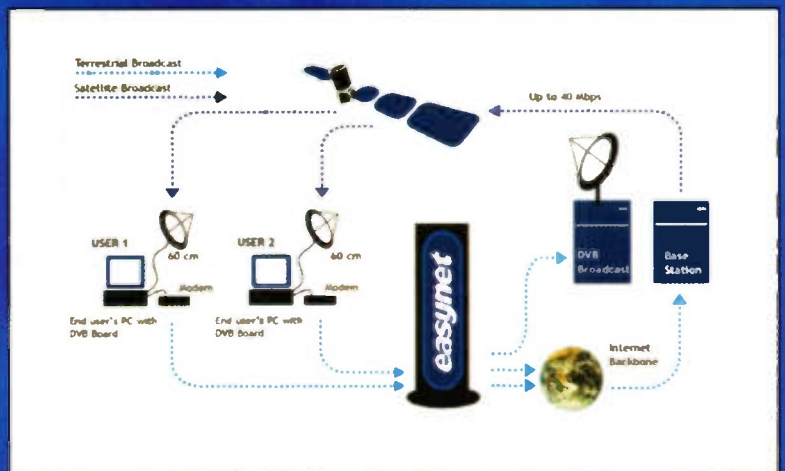 Terrestrial Broadcast
Satellite Broadcast
Up to 40 Mbps
USER 1
60 cm
Modem
End user's PC with
DVB Board
USER 2
60 cm
Modem
End user's PC with
DVB Board
easynet
DVB
Broadcast
Base
Station
Internet
Backbone